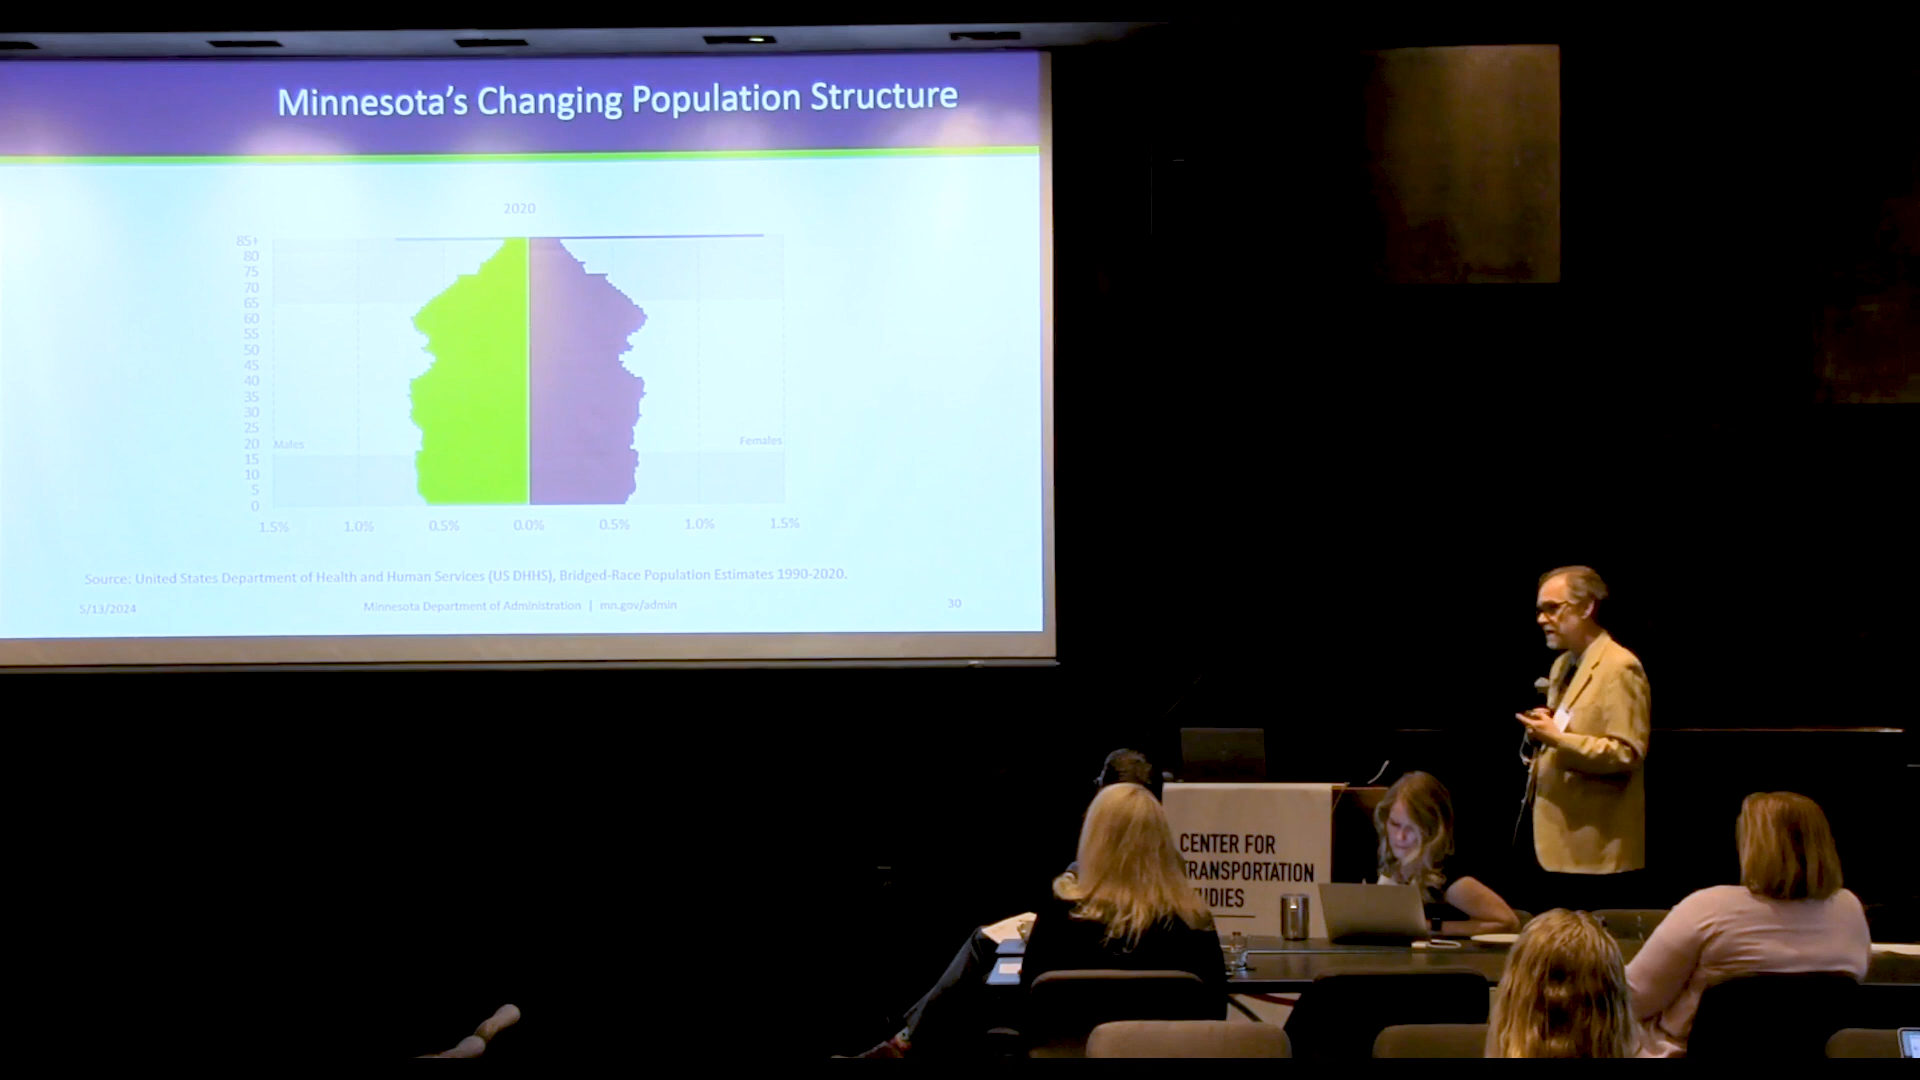 Minnesota's Changing Population Structure
2020
85+
80
75
70
65
60
55
50
45
40
35
30
25
20
15
10
5
0
Males
Females
1.5% 1.0% 0.5% 0.0% 0.5% 1.0% 1.5%
Source: United States Department of Health and Human Services (US DHHS), Bridged-Race Population Estimates 1990-2020.
5/13/2024 Minnesota Department of Administration | mn.gov/admin 30
CENTER FOR
TRANSPORTATION
UDIES